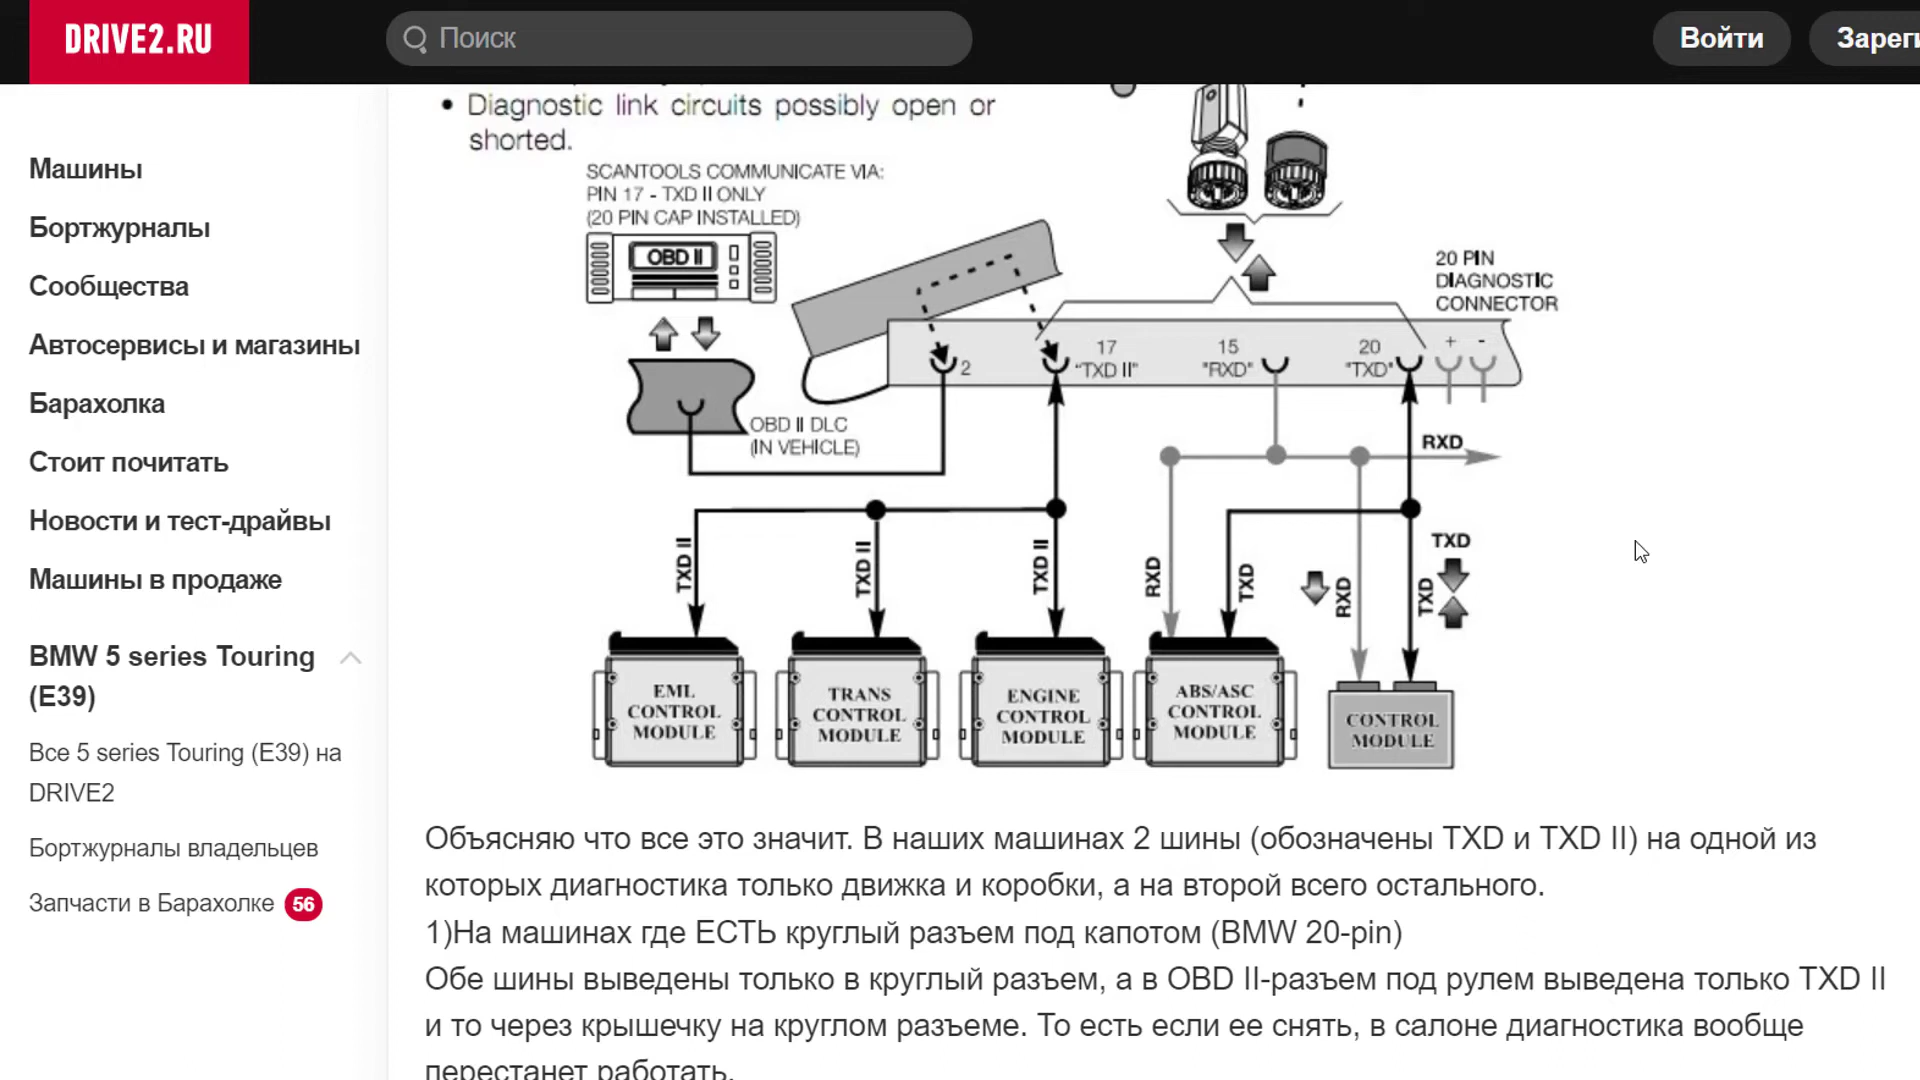 DRIVE2.RU
Поиск
Войти
Зареги
Машины
Бортжурналы
Сообщества
Автосервисы и магазины
Барахолка
Стоит почитать
Новости и тест-драйвы
Машины в продаже
BMW 5 series Touring
(E39)
Все 5 series Touring (E39) на
DRIVE2
Бортжурналы владельцев
Запчасти в Барахолке 56
• Diagnostic link circuits possibly open or
shorted.
SCANTOOLS COMMUNICATE VIA:
PIN 17 - TXD II ONLY
(20 PIN CAP INSTALLED)
OBD II
20 PIN
DIAGNOSTIC
CONNECTOR
2
17
"TXD II"
15
"RXD"
20
"TXD"
+ -
OBD II DLC
(IN VEHICLE)
RXD
TXD
TXD II
TXD II
TXD II
RXD
TXD
RXD
TXD
EML
CONTROL
MODULE
TRANS
CONTROL
MODULE
ENGINE
CONTROL
MODULE
ABS/ASC
CONTROL
MODULE
CONTROL
MODULE
Объясняю что все это значит. В наших машинах 2 шины (обозначены TXD и TXD II) на одной из
которых диагностика только движка и коробки, а на второй всего остального.
1)На машинах где ЕСТЬ круглый разъем под капотом (BMW 20-pin)
Обе шины выведены только в круглый разъем, а в OBD II-разъем под рулем выведена только TXD II
и то через крышечку на круглом разъеме. То есть если ее снять, в салоне диагностика вообще
перестанет работать.